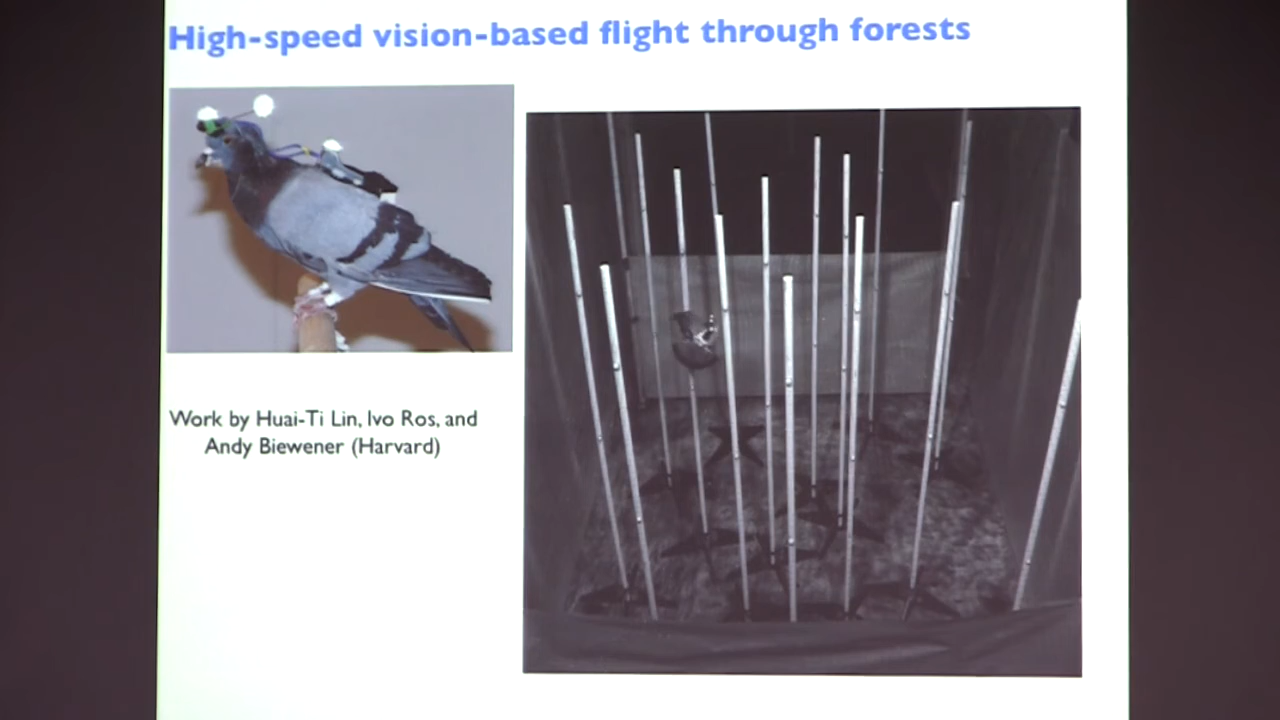 High-speed vision-based flight through forests
Work by Huai-Ti Lin, Ivo Ros, and
Andy Biewener (Harvard)